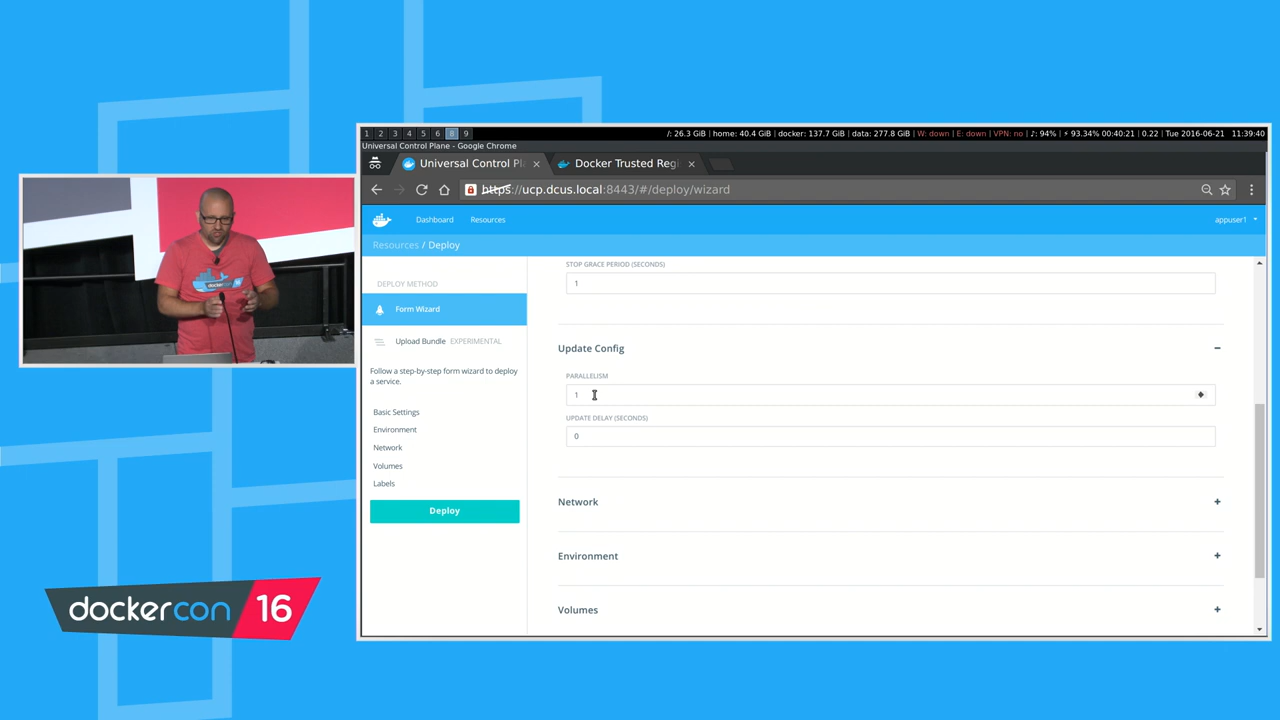 1 2 3 4 5 6 7 8 9
/: 26.3 GiB | home: 40.4 GiB | docker: 137.7 GiB | data: 277.8 GiB | W: down | E: down | VPN: no | ♪: 94% | ⚡ 93.34% 00:40:21 | 0.22 | Tue 2016-06-21 11:39:40
Universal Control Plane - Google Chrome
Universal Control Pl
Docker Trusted Regi
https://ucp.dcus.local:8443/#/deploy/wizard
Dashboard
Resources
appuser1
Resources / Deploy
DEPLOY METHOD
Form Wizard
Upload Bundle EXPERIMENTAL
Follow a step-by-step form wizard to deploy
a service.
Basic Settings
Environment
Network
Volumes
Labels
Deploy
STOP GRACE PERIOD (SECONDS)
1
Update Config
PARALLELISM
1
UPDATE DELAY (SECONDS)
0
Network
Environment
Volumes
dockercon 16